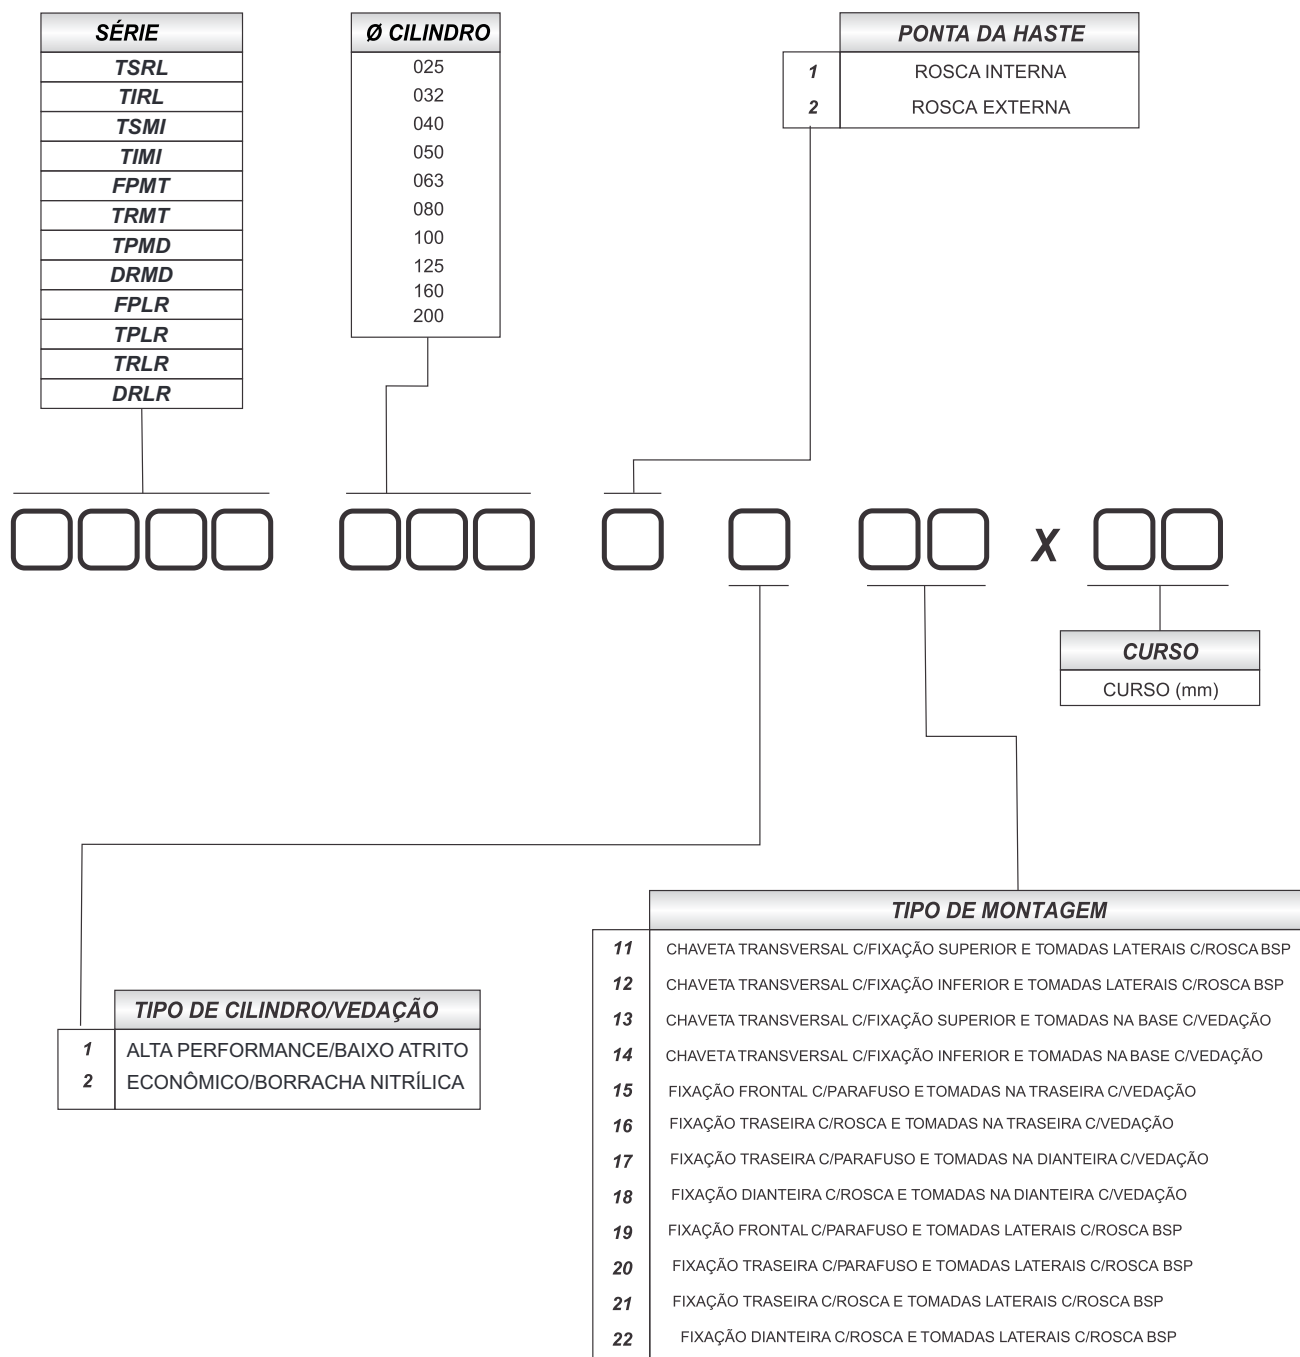 SÉRIE
TSRL
TIRL
TSMI
TIMI
FPMT
TRMT
TPMD
DRMD
FPLR
TPLR
TRLR
DRLR
Ø CILINDRO
025
032
040
050
063
080
100
125
160
200
PONTA DA HASTE
1 ROSCA INTERNA
2 ROSCA EXTERNA
X
CURSO
CURSO (mm)
TIPO DE CILINDRO/VEDAÇÃO
1 ALTA PERFORMANCE/BAIXO ATRITO
2 ECONÔMICO/BORRACHA NITRÍLICA
TIPO DE MONTAGEM
11 CHAVETA TRANSVERSAL C/FIXAÇÃO SUPERIOR E TOMADAS LATERAIS C/ROSCA BSP
12 CHAVETA TRANSVERSAL C/FIXAÇÃO INFERIOR E TOMADAS LATERAIS C/ROSCA BSP
13 CHAVETA TRANSVERSAL C/FIXAÇÃO SUPERIOR E TOMADAS NA BASE C/VEDAÇÃO
14 CHAVETA TRANSVERSAL C/FIXAÇÃO INFERIOR E TOMADAS NA BASE C/VEDAÇÃO
15 FIXAÇÃO FRONTAL C/PARAFUSO E TOMADAS NA TRASEIRA C/VEDAÇÃO
16 FIXAÇÃO TRASEIRA C/ROSCA E TOMADAS NA TRASEIRA C/VEDAÇÃO
17 FIXAÇÃO TRASEIRA C/PARAFUSO E TOMADAS NA DIANTEIRA C/VEDAÇÃO
18 FIXAÇÃO DIANTEIRA C/ROSCA E TOMADAS NA DIANTEIRA C/VEDAÇÃO
19 FIXAÇÃO FRONTAL C/PARAFUSO E TOMADAS LATERAIS C/ROSCA BSP
20 FIXAÇÃO TRASEIRA C/PARAFUSO E TOMADAS LATERAIS C/ROSCA BSP
21 FIXAÇÃO TRASEIRA C/ROSCA E TOMADAS LATERAIS C/ROSCA BSP
22 FIXAÇÃO DIANTEIRA C/ROSCA E TOMADAS LATERAIS C/ROSCA BSP